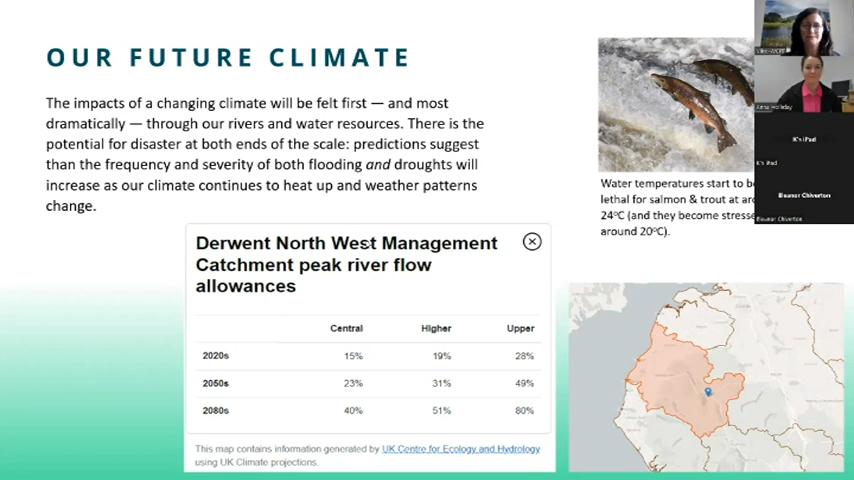 OUR FUTURE CLIMATE
The impacts of a changing climate will be felt first — and most
dramatically — through our rivers and water resources. There is the
potential for disaster at both ends of the scale: predictions suggest
than the frequency and severity of both flooding and droughts will
increase as our climate continues to heat up and weather patterns
change.
Water temperatures start to be
lethal for salmon & trout at
24°C (and they become stresse
around 20°C).
Derwent North West Management
Catchment peak river flow
allowances
Central Higher Upper
2020s 15% 19% 28%
2050s 23% 31% 49%
2080s 40% 51% 80%
This map contains information generated by UK Centre for Ecology and Hydrology
using UK Climate projections.
Anna Holliday
K's iPad
K's iPad
Eleanor Chiverton
Eleanor Chiverton